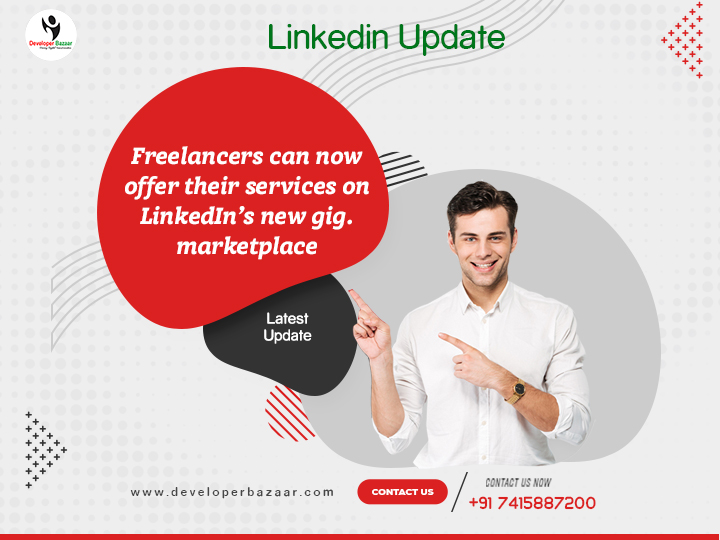 Linkedin Update
Developer Bazaar
Freelancers can now
offer their services on
LinkedIn's new gig.
marketplace
Latest
Update
www.developerbazaar.com
CONTACT US
CONTACT US NOW
+91 7415887200